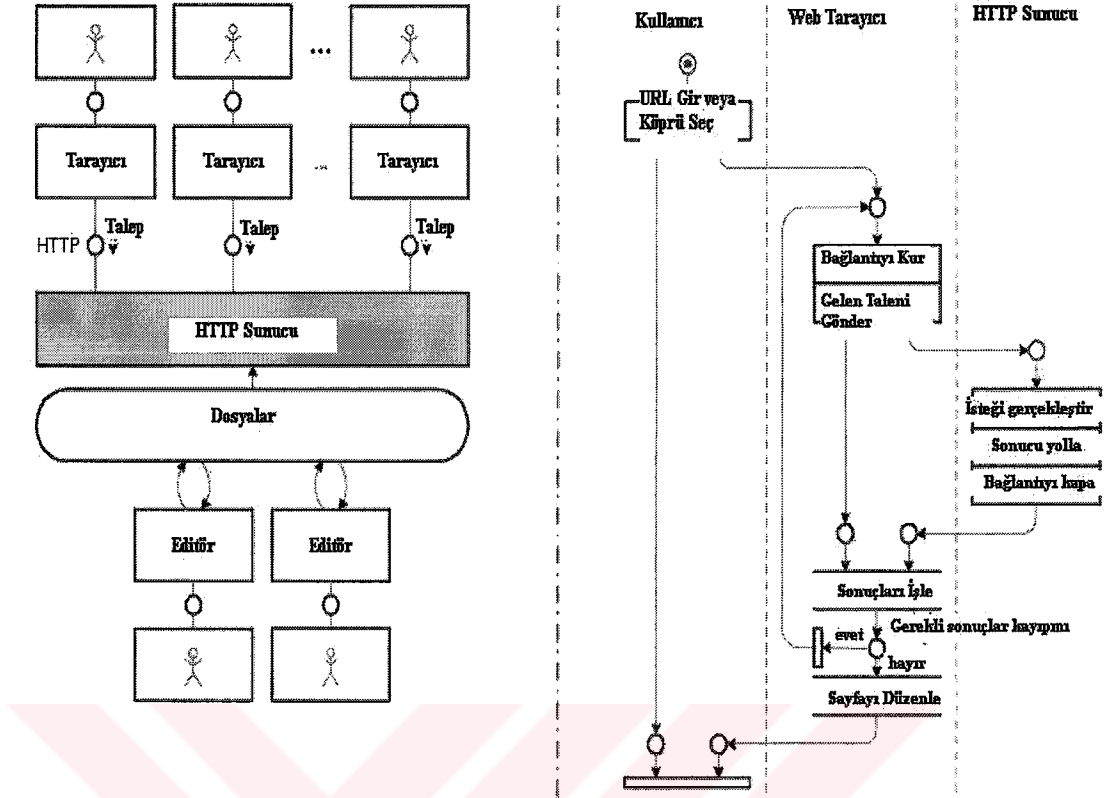 Tarayıcı
Tarayıcı
...
Tarayıcı
HTTP
Talep
Talep
Talep
HTTP Sunucu
Dosyalar
Editör
Editör
Kullanıcı
Web Tarayıcı
HTTP Sunucu
URL Gir veya
Köprü Seç
Bağlantıyı Kur
Gelen Taleni
Gönder
İsteği gerçekleştir
Sonucu yolla
Bağlantıyı kapa
Sonuçları İşle
Gerekli sonuçlar kayıpmı
evet
hayır
Sayfayı Düzenle